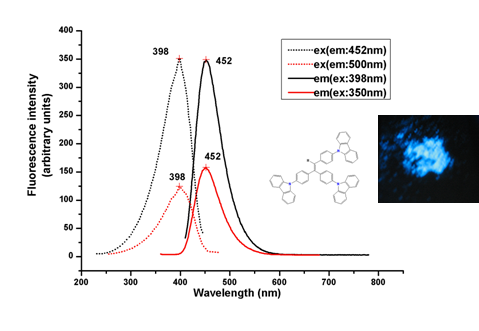 400
350
300
250
200
150
100
50
0
Fluorescence intensity
(arbitrary units)
398
452
398
452
ex(em:452nm)
ex(em:500nm)
em(ex:398nm)
em(ex:350nm)
N
N
N
200 300 400 500 600 700 800
Wavelength (nm)